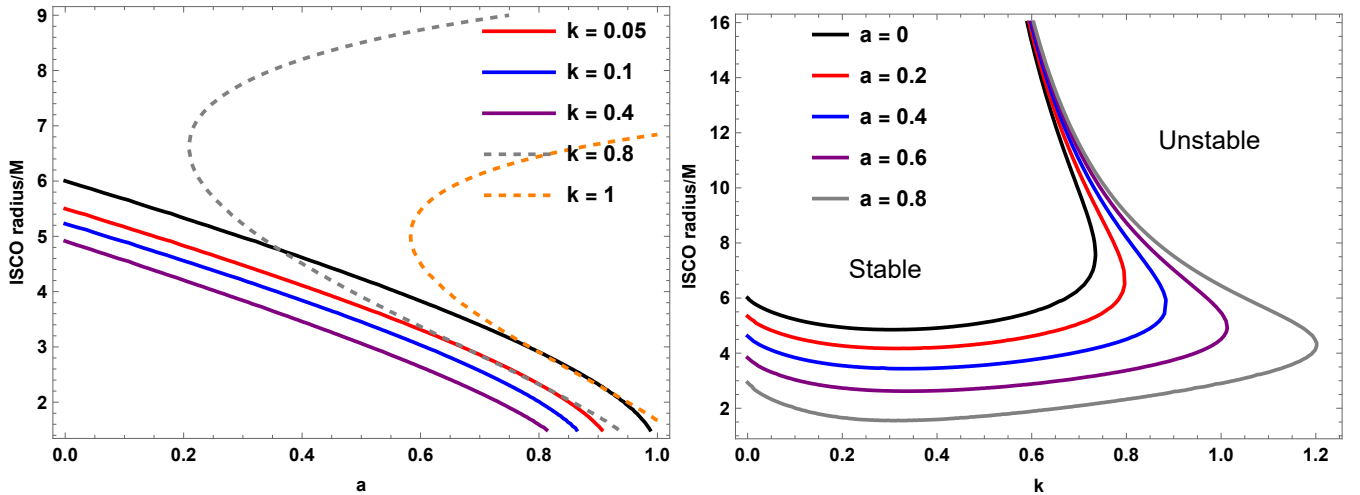 9
8
7
6
5
4
3
2
ISCO radius/M
0.0 0.2 0.4 0.6 0.8 1.0
a
k = 0.05
k = 0.1
k = 0.4
k = 0.8
k = 1
16
14
12
10
8
6
4
2
ISCO radius/M
0.0 0.2 0.4 0.6 0.8 1.0 1.2
k
a = 0
a = 0.2
a = 0.4
a = 0.6
a = 0.8
Unstable
Stable